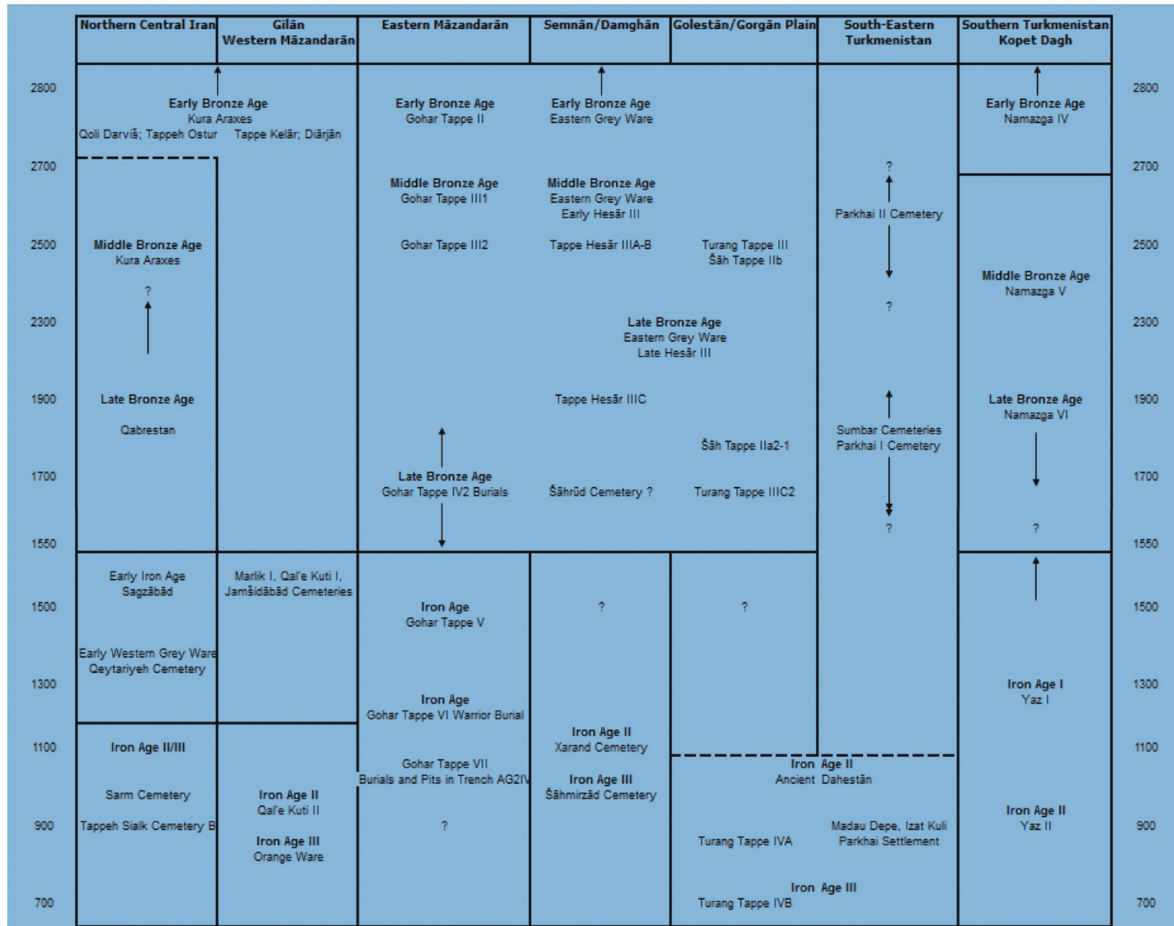 Northern Central Iran
Gilān
Western Māzandarān
Eastern Māzandarān
Semnān/Damghān
Golestān/Gorgān Plain
South-Eastern
Turkmenistan
Southern Turkmenistan
Kopet Dagh
2800
Early Bronze Age
Kura Araxes
Qoli Darviš; Tappeh Ostur
Tappe Kelār; Diārjān
Early Bronze Age
Gohar Tappe II
Early Bronze Age
Eastern Grey Ware
Early Bronze Age
Namazga IV
2800
2700
Middle Bronze Age
Gohar Tappe III1
Middle Bronze Age
Eastern Grey Ware
Early Hesār III
?
Parkhai II Cemetery
2700
2500
Middle Bronze Age
Kura Araxes
?
Gohar Tappe III2
Tappe Hesār IIIA-B
Turang Tappe III
Šāh Tappe IIb
?
Middle Bronze Age
Namazga V
2500
2300
Late Bronze Age
Eastern Grey Ware
Late Hesār III
2300
1900
Late Bronze Age
Qabrestan
Tappe Hesār IIIC
Sumbar Cemeteries
Parkhai I Cemetery
Late Bronze Age
Namazga VI
1900
Šāh Tappe IIa2-1
1700
Late Bronze Age
Gohar Tappe IV2 Burials
Šāhrūd Cemetery ?
Turang Tappe IIIC2
?
?
1700
1550
1550
Early Iron Age
Sagzābād
Marlik I, Qal'e Kuti I,
Jamšidābād Cemeteries
1500
Iron Age
Gohar Tappe V
?
?
1500
Early Western Grey Ware
Qeytariyeh Cemetery
1300
Iron Age
Gohar Tappe VI Warrior Burial
Iron Age I
Yaz I
1300
1100
Iron Age II/III
Gohar Tappe VII
Burials and Pits in Trench AG2IV
Iron Age II
Xarand Cemetery
Iron Age III
Šāhmirzād Cemetery
Iron Age II
Ancient Dahestān
1100
Sarm Cemetery
Iron Age II
Qal'e Kuti II
900
Tappeh Sialk Cemetery B
Iron Age III
Orange Ware
?
Turang Tappe IVA
Madau Depe, Izat Kuli
Parkhai Settlement
Iron Age II
Yaz II
900
Iron Age III
700
Turang Tappe IVB
700